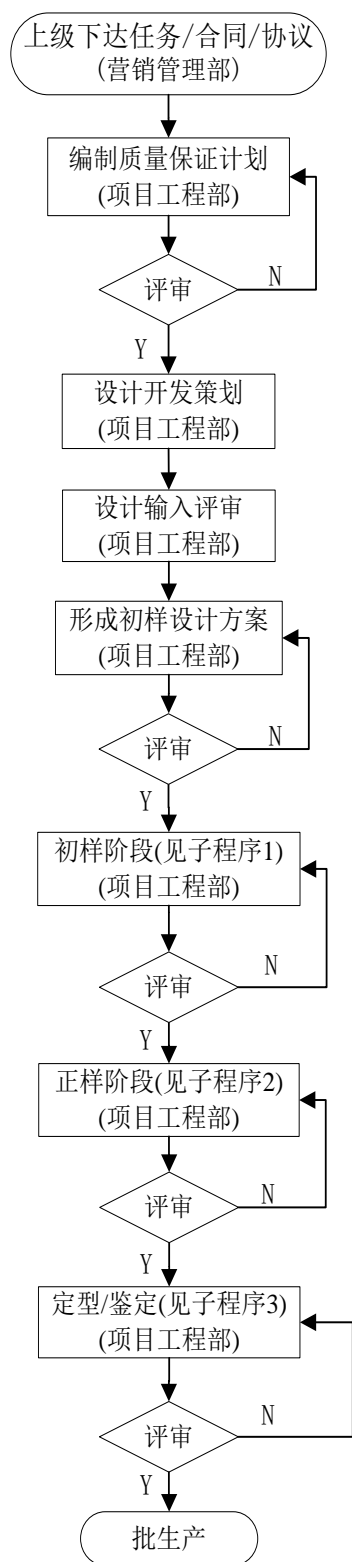 上级下达任务/合同/协议
(营销管理部)
编制质量保证计划
(项目工程部)
评审
N
Y
设计开发策划
(项目工程部)
设计输入评审
(项目工程部)
形成初样设计方案
(项目工程部)
评审
N
Y
初样阶段(见子程序1)
(项目工程部)
评审
N
Y
正样阶段(见子程序2)
(项目工程部)
评审
N
Y
定型/鉴定(见子程序3)
(项目工程部)
评审
N
Y
批生产